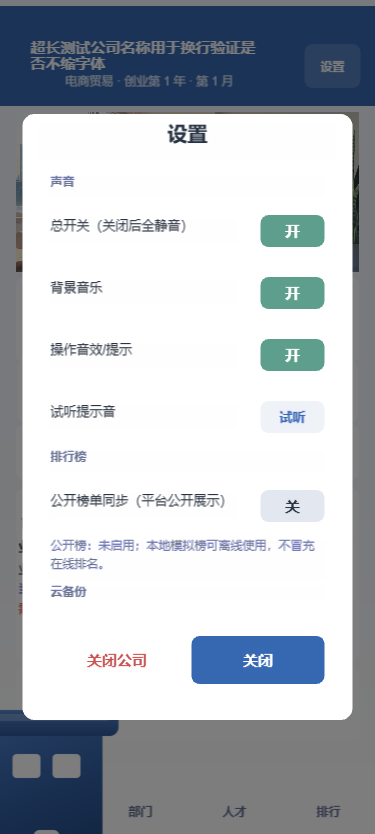 超长测试公司名称用于换行验证是
否不缩字体
电商贸易 · 创业第 1 年 · 第 1 月
设置
设置
声音
总开关（关闭后全静音）
开
背景音乐
开
操作音效/提示
开
试听提示音
试听
排行榜
公开榜单同步（平台公开展示）
关
公开榜：未启用；本地模拟榜可离线使用，不冒充
在线排名。
云备份
关闭公司
关闭
部门
人才
排行